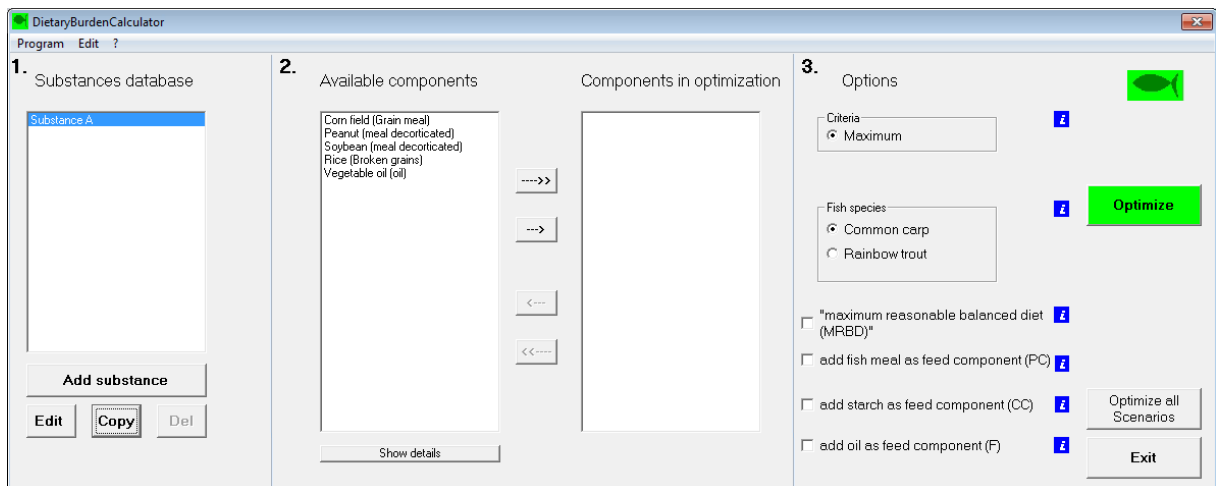 DietaryBurdenCalculator
Program Edit ?
1.
Substances database
Substance A
Add substance
Edit
Copy
Del
2.
Available components
Corn field (Grain meal)
Peanut (meal decorticated)
Soybean (meal decorticated)
Rice (Broken grains)
Vegetable oil (oil)
Show details
---->>
--->
<---
<<----
Components in optimization
3.
Options
Criteria
Maximum
i
Fish species
Common carp
Rainbow trout
i
"maximum reasonable balanced diet
(MRBD)"
i
add fish meal as feed component (PC)
i
add starch as feed component (CC)
i
add oil as feed component (F)
i
Optimize
Optimize all
Scenarios
Exit